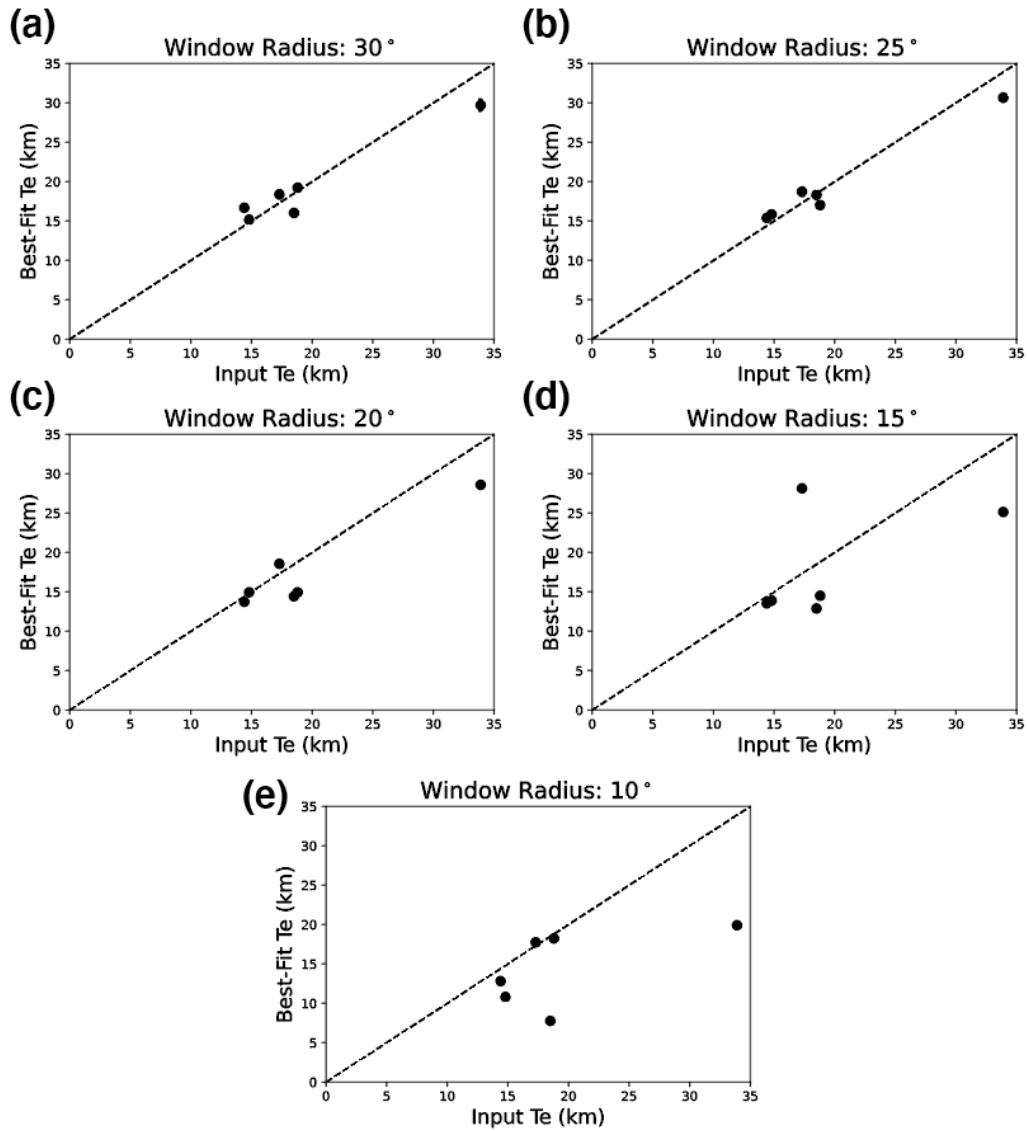 (a)
Window Radius: 30°
35
30
25
20
15
10
5
0
Best-Fit Te (km)
0 5 10 15 20 25 30 35
Input Te (km)
(b)
Window Radius: 25°
35
30
25
20
15
10
5
0
Best-Fit Te (km)
0 5 10 15 20 25 30 35
Input Te (km)
(c)
Window Radius: 20°
35
30
25
20
15
10
5
0
Best-Fit Te (km)
0 5 10 15 20 25 30 35
Input Te (km)
(d)
Window Radius: 15°
35
30
25
20
15
10
5
0
Best-Fit Te (km)
0 5 10 15 20 25 30 35
Input Te (km)
(e)
Window Radius: 10°
35
30
25
20
15
10
5
0
Best-Fit Te (km)
0 5 10 15 20 25 30 35
Input Te (km)